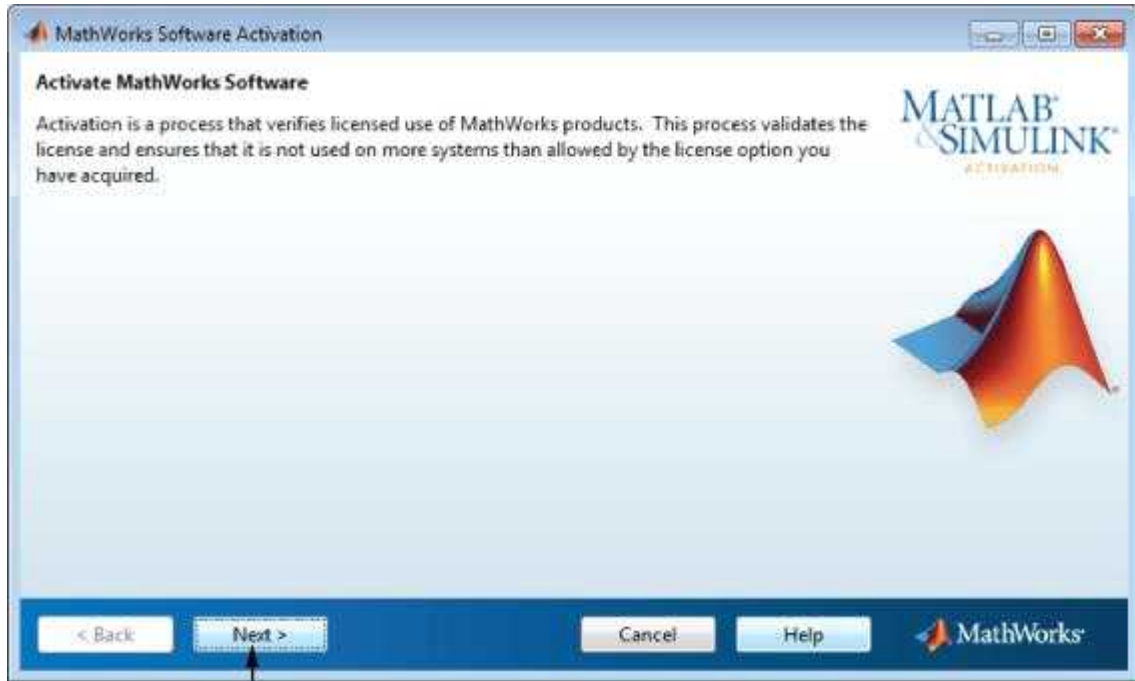 MathWorks Software Activation
Activate MathWorks Software
Activation is a process that verifies licensed use of MathWorks products. This process validates the
license and ensures that it is not used on more systems than allowed by the license option you
have acquired.
MATLAB®
&SIMULINK®
ACTIVATION
< Back
Next >
Cancel
Help
MathWorks®